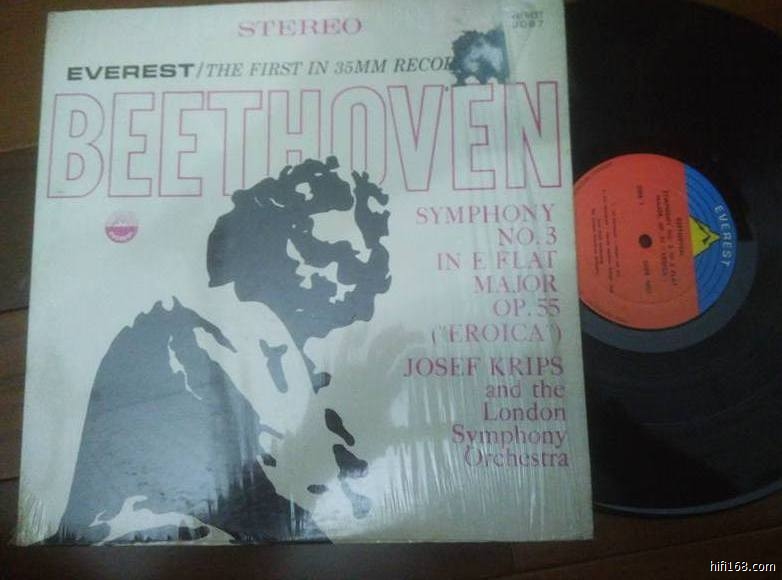 STEREO
EVEREST/THE FIRST IN 35MM RECOR
BEETHOVEN
SYMPHONY
NO. 3
IN E FLAT
MAJOR
OP. 55
("EROICA")
JOSEF KRIPS
and the
London
Symphony
Orchestra
EVEREST
hifi168.com